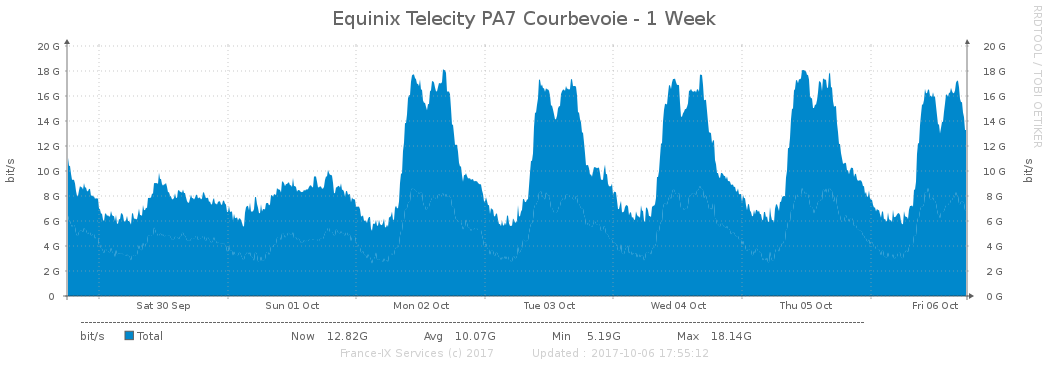 Equinix Telecity PA7 Courbevoie - 1 Week
RRDTOOL / TOBI OETIKER
bit/s
20 G 20 G
18 G 18 G
16 G 16 G
14 G 14 G
12 G 12 G
10 G 10 G
8 G 8 G
6 G 6 G
4 G 4 G
2 G 2 G
0 0 G
bit/s
Sat 30 Sep Sun 01 Oct Mon 02 Oct Tue 03 Oct Wed 04 Oct Thu 05 Oct Fri 06 Oct
bit/s Total Now 12.82G Avg 10.07G Min 5.19G Max 18.14G
France-IX Services (c) 2017 Updated : 2017-10-06 17:55:12